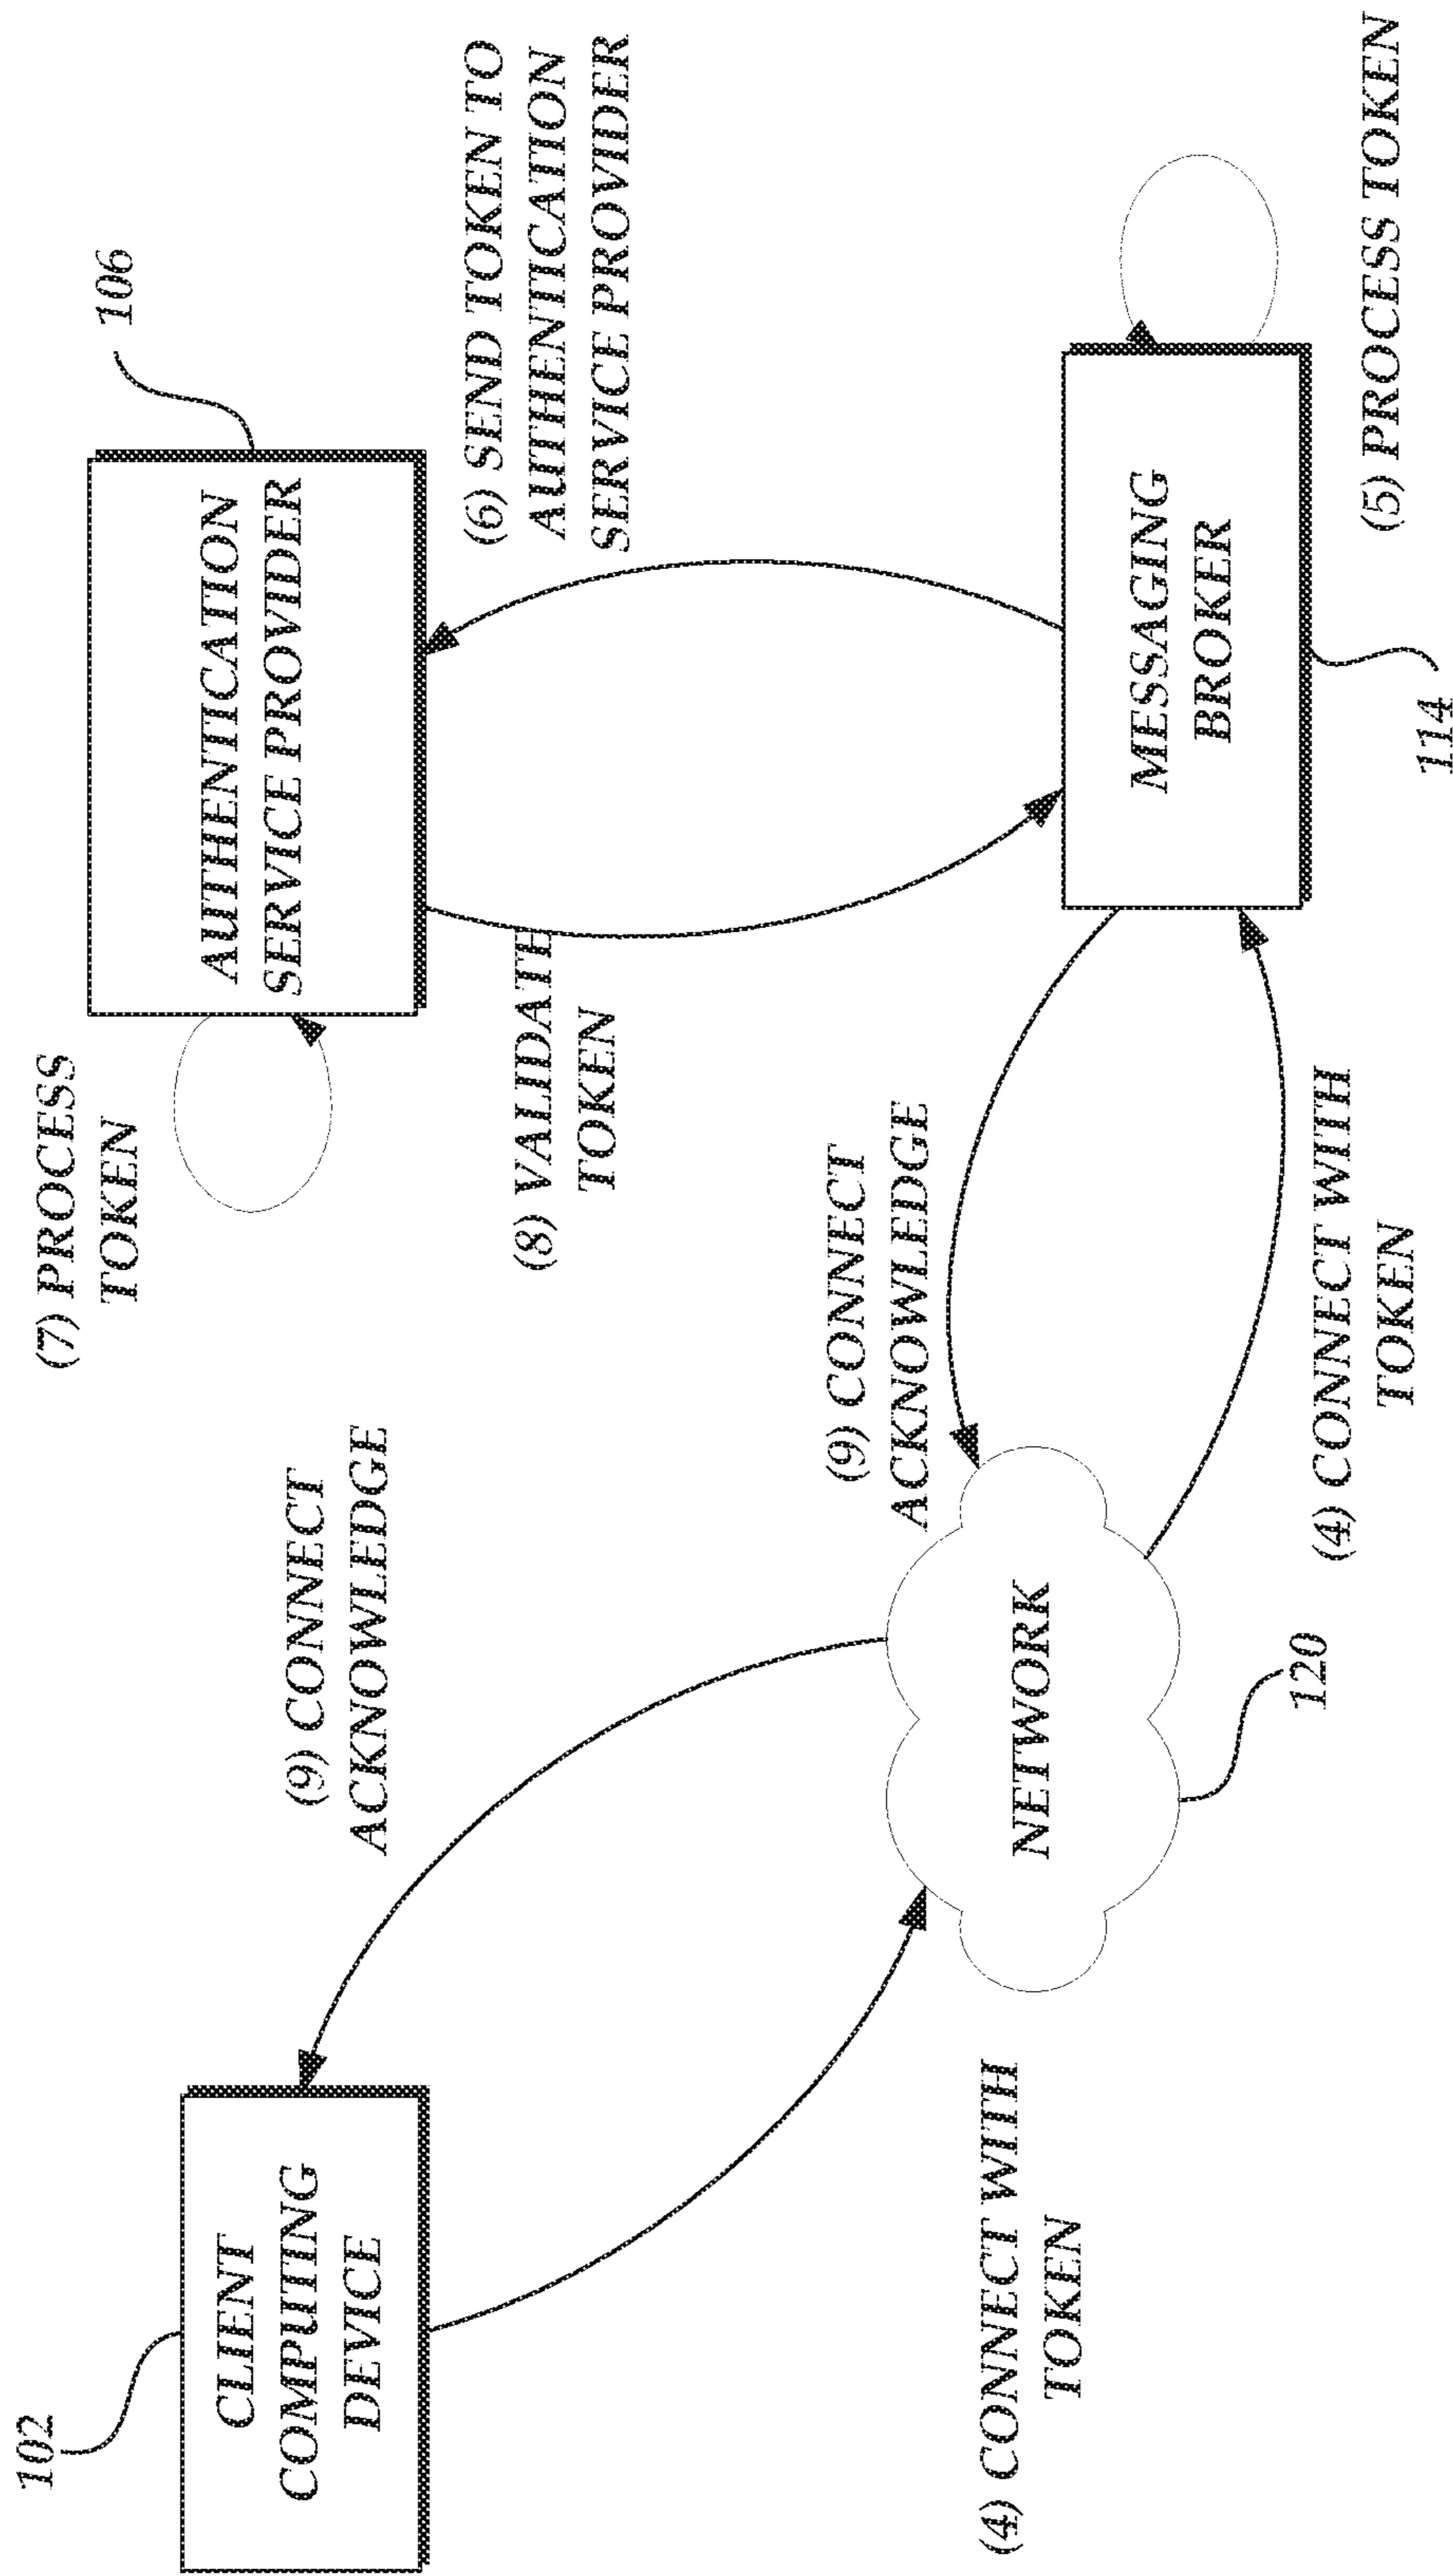 102
CLIENT
COMPUTING
DEVICE
(9) CONNECT
ACKNOWLEDGE
(7) PROCESS
TOKEN
AUTHENTICATION
SERVICE PROVIDER
106
(8) VALIDATE
TOKEN
(6) SEND TOKEN TO
AUTHENTICATION
SERVICE PROVIDER
(9) CONNECT
ACKNOWLEDGE
(4) CONNECT WITH
TOKEN
NETWORK
120
(4) CONNECT WITH
TOKEN
MESSAGING
BROKER
114
(5) PROCESS TOKEN